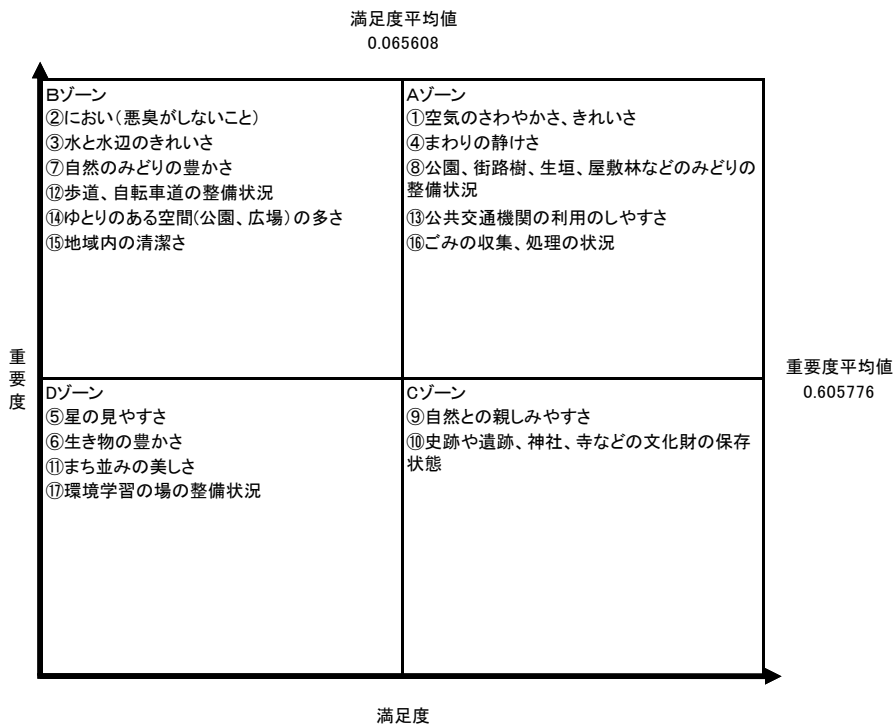 満足度平均値
0.065608
Bゾーン
②におい(悪臭がしないこと)
③水と水辺のきれいさ
⑦自然のみどりの豊かさ
⑫歩道、自転車道の整備状況
⑭ゆとりのある空間(公園、広場)の多さ
⑮地域内の清潔さ
Aゾーン
①空気のさわやかさ、きれいさ
④まわりの静けさ
⑧公園、街路樹、生垣、屋敷林などのみどりの
整備状況
⑬公共交通機関の利用のしやすさ
⑯ごみの収集、処理の状況
重要度
重要度平均値
0.605776
Dゾーン
⑤星の見やすさ
⑥生き物の豊かさ
⑪まち並みの美しさ
⑰環境学習の場の整備状況
Cゾーン
⑨自然との親しみやすさ
⑩史跡や遺跡、神社、寺などの文化財の保存
状態
満足度